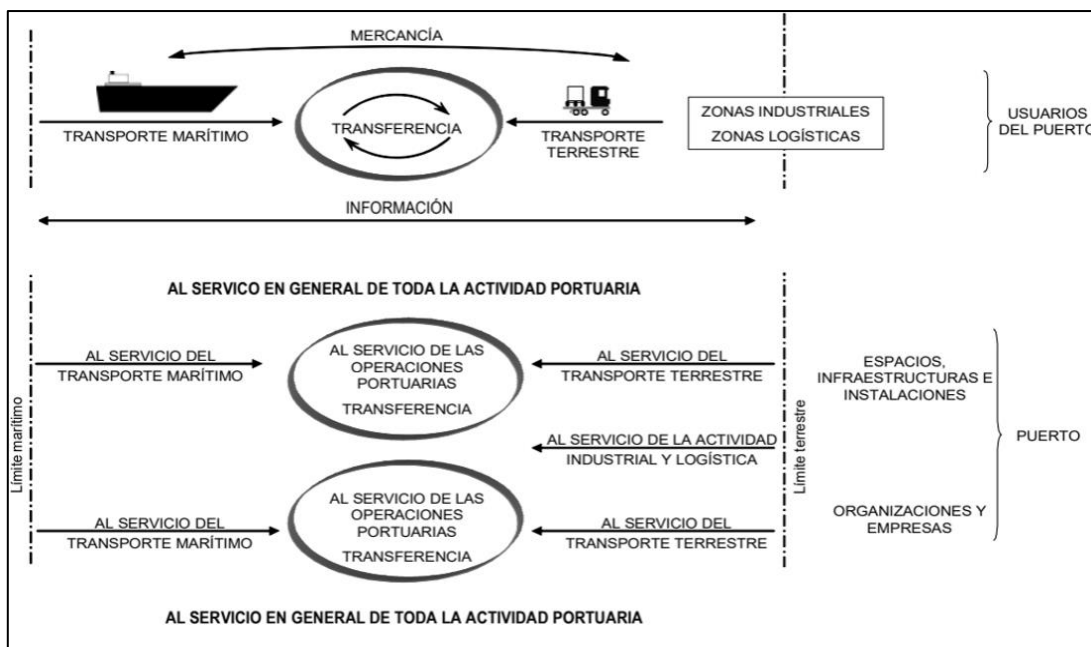 MERCANCÍA
TRANSPORTE MARÍTIMO
TRANSFERENCIA
TRANSPORTE
TERRESTRE
ZONAS INDUSTRIALES
ZONAS LOGÍSTICAS
USUARIOS
DEL PUERTO
INFORMACIÓN
AL SERVICO EN GENERAL DE TODA LA ACTIVIDAD PORTUARIA
Límite marítimo
AL SERVICIO DEL
TRANSPORTE MARÍTIMO
AL SERVICIO DE LAS
OPERACIONES
PORTUARIAS
TRANSFERENCIA
AL SERVICIO DEL
TRANSPORTE TERRESTRE
AL SERVICIO DE LA ACTIVIDAD
INDUSTRIAL Y LOGÍSTICA
Límite terrestre
ESPACIOS,
INFRAESTRUCTURAS E
INSTALACIONES
PUERTO
AL SERVICIO DEL
TRANSPORTE MARÍTIMO
AL SERVICIO DE LAS
OPERACIONES
PORTUARIAS
TRANSFERENCIA
AL SERVICIO DEL
TRANSPORTE TERRESTRE
ORGANIZACIONES Y
EMPRESAS
AL SERVICIO EN GENERAL DE TODA LA ACTIVIDAD PORTUARIA